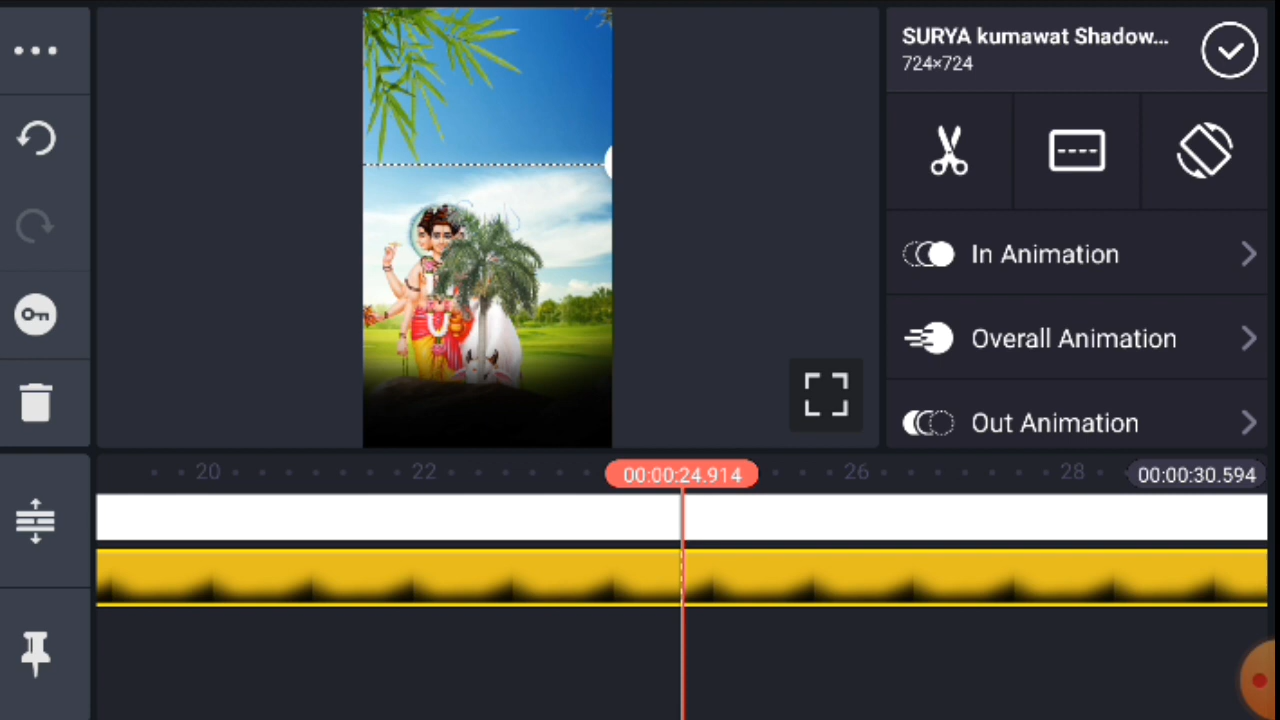 SURYA kumawat Shadow...
724×724
In Animation
Overall Animation
Out Animation
20
22
00:00:24.914
26
28
00:00:30.594